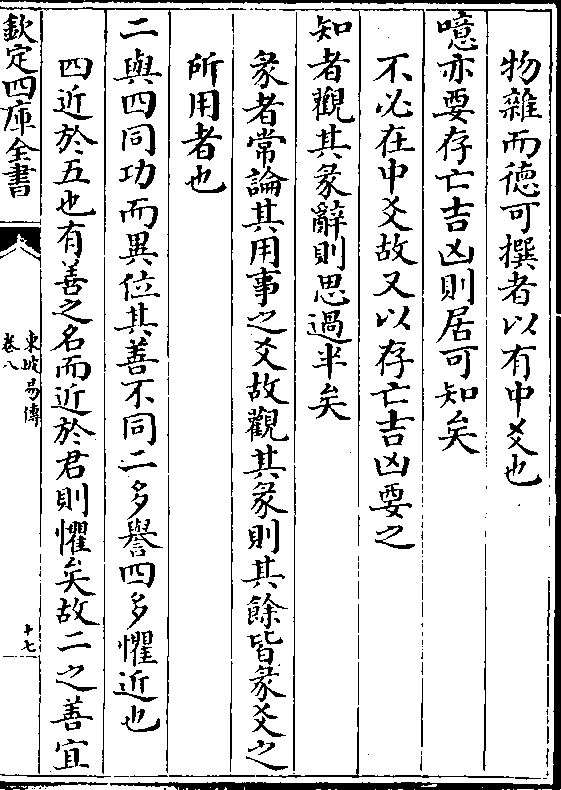 物雜而徳可撰者以有中爻也
噫亦要存亡吉凶則居可知矣
不必在中爻故又以存亡吉凶要之
知者觀其彖辭則思過半矣
彖者常論其用事之爻故觀其彖則其餘皆彖爻之
所用者也
二與四同功而異位其善不同二多譽四多懼近也
四近於五也有善之名而近於君則懼矣故二之善宜
欽定四庫全書
東坡易傳
卷八
十七